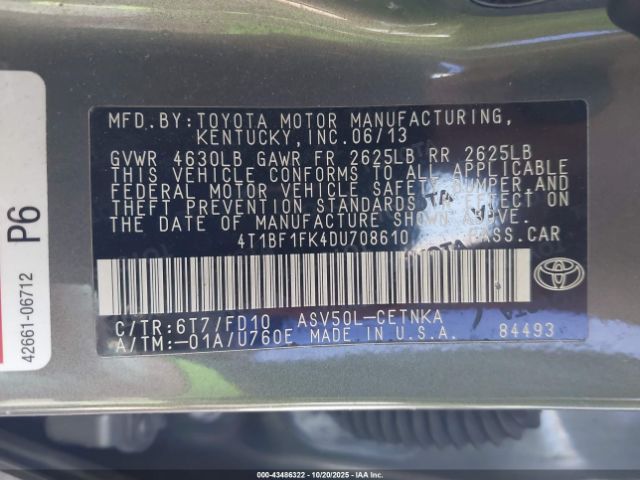 MFD.BY:TOYOTA MOTOR MANUFACTURING,
KENTUCKY,INC.06/13
GVWR 4630LB GAWR FR 2625LB RR 2625LB
THIS VEHICLE CONFORMS TO ALL APPLICABLE
FEDERAL MOTOR VEHICLE SAFETY,BUMPER,AND
THEFT PREVENTION STANDARDS IN EFFECT ON
THE DATE OF MANUFACTURE SHOWN ABOVE.
4T1BF1FK4DU708610 PASS.CAR
C/TR:6T7/FD10 ASV50L-CETNKA
A/TM:-01A/U760E MADE IN U.S.A.
84493
P6
42661-06712
000-43486322 | 10/20/2025 | Copyright © IAA, LLC.